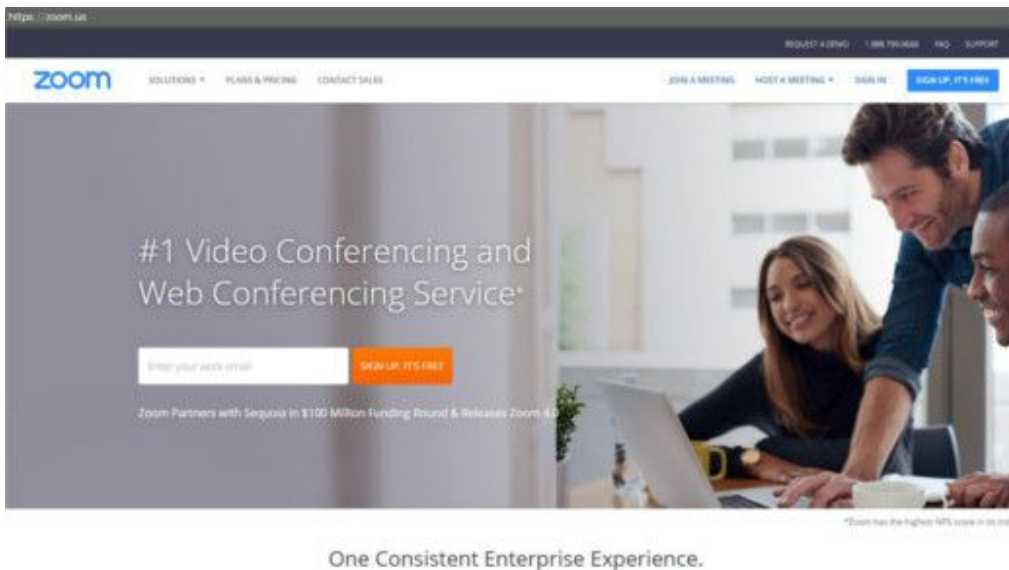 https://zoom.us
REQUEST A DEMO 1.888.799.9666 FAQ SUPPORT
zoom SOLUTIONS PLANS & PRICING CONTACT SALES JOIN A MEETING HOST A MEETING SIGN IN SIGN UP, IT'S FREE
#1 Video Conferencing and
Web Conferencing Service*
Enter your work email SIGN UP, IT'S FREE
Zoom Partners with Sequoia in $100 Million Funding Round & Releases Zoom 4.0
*Zoom has the highest NPS score in its
One Consistent Enterprise Experience.